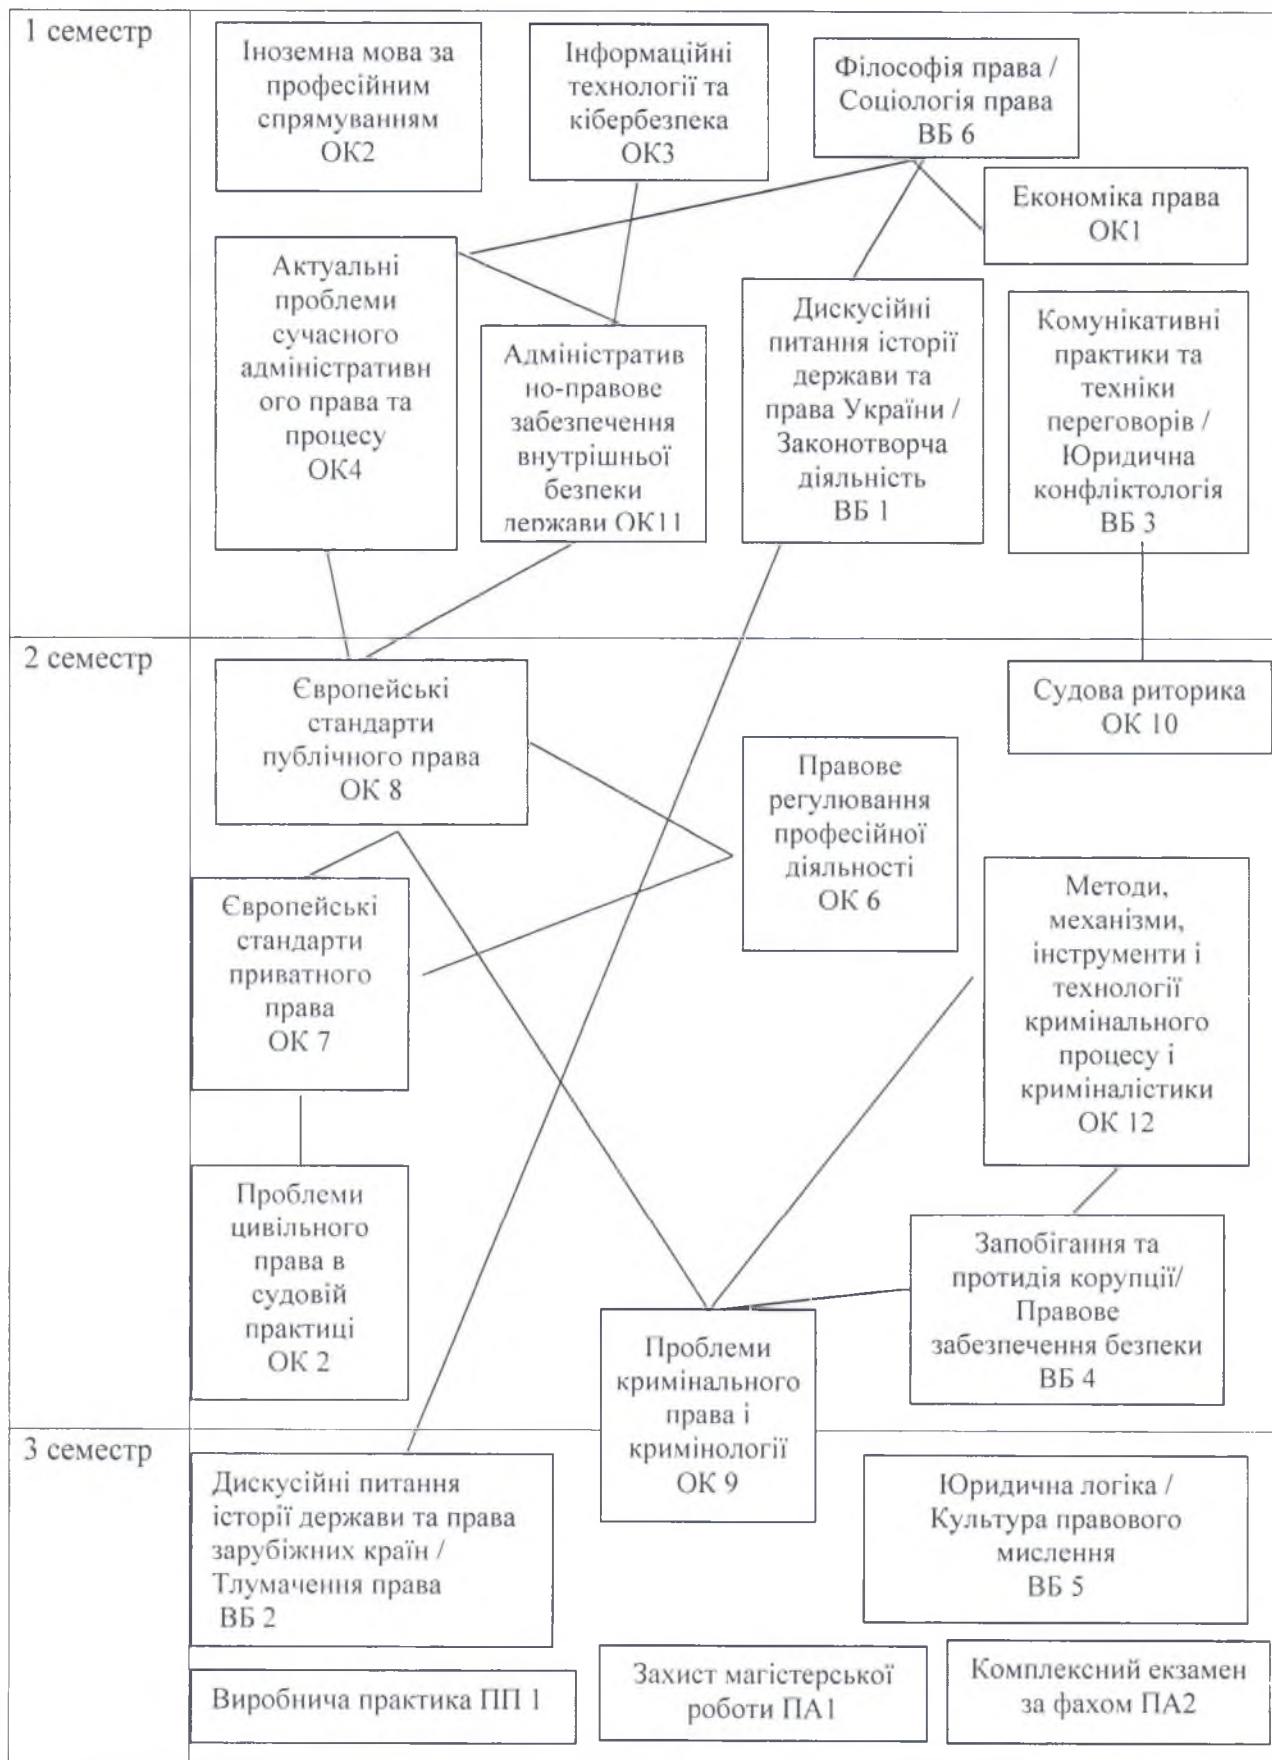 1 семестр
Іноземна мова за
професійним
спрямуванням
ОК2
Інформаційні
технології та
кібербезпека
ОК3
Філософія права /
Соціологія права
ВБ 6
Економіка права
ОК1
Актуальні
проблеми
сучасного
адміністративн
ого права та
процесу
ОК4
Адміністратив
но-правове
забезпечення
внутрішньої
безпеки
держави ОК11
Дискусійні
питання історії
держави та
права України /
Законотворча
діяльність
ВБ 1
Комунікативні
практики та
техніки
переговорів /
Юридична
конфліктологія
ВБ 3
2 семестр
Європейські
стандарти
публічного права
ОК 8
Судова риторика
ОК 10
Правове
регулювання
професійної
діяльності
ОК 6
Європейські
стандарти
приватного
права
ОК 7
Методи,
механізми,
інструменти і
технології
кримінального
процесу і
криміналістики
ОК 12
Проблеми
цивільного
права в
судовій
практиці
ОК 2
Запобігання та
протидія корупції/
Правове
забезпечення безпеки
ВБ 4
Проблеми
кримінального
права і
кримінології
ОК 9
3 семестр
Дискусійні питання
історії держави та права
зарубіжних країн /
Тлумачення права
ВБ 2
Юридична логіка /
Культура правового
мислення
ВБ 5
Виробнича практика ПП 1
Захист магістерської
роботи ПА1
Комплексний екзамен
за фахом ПА2